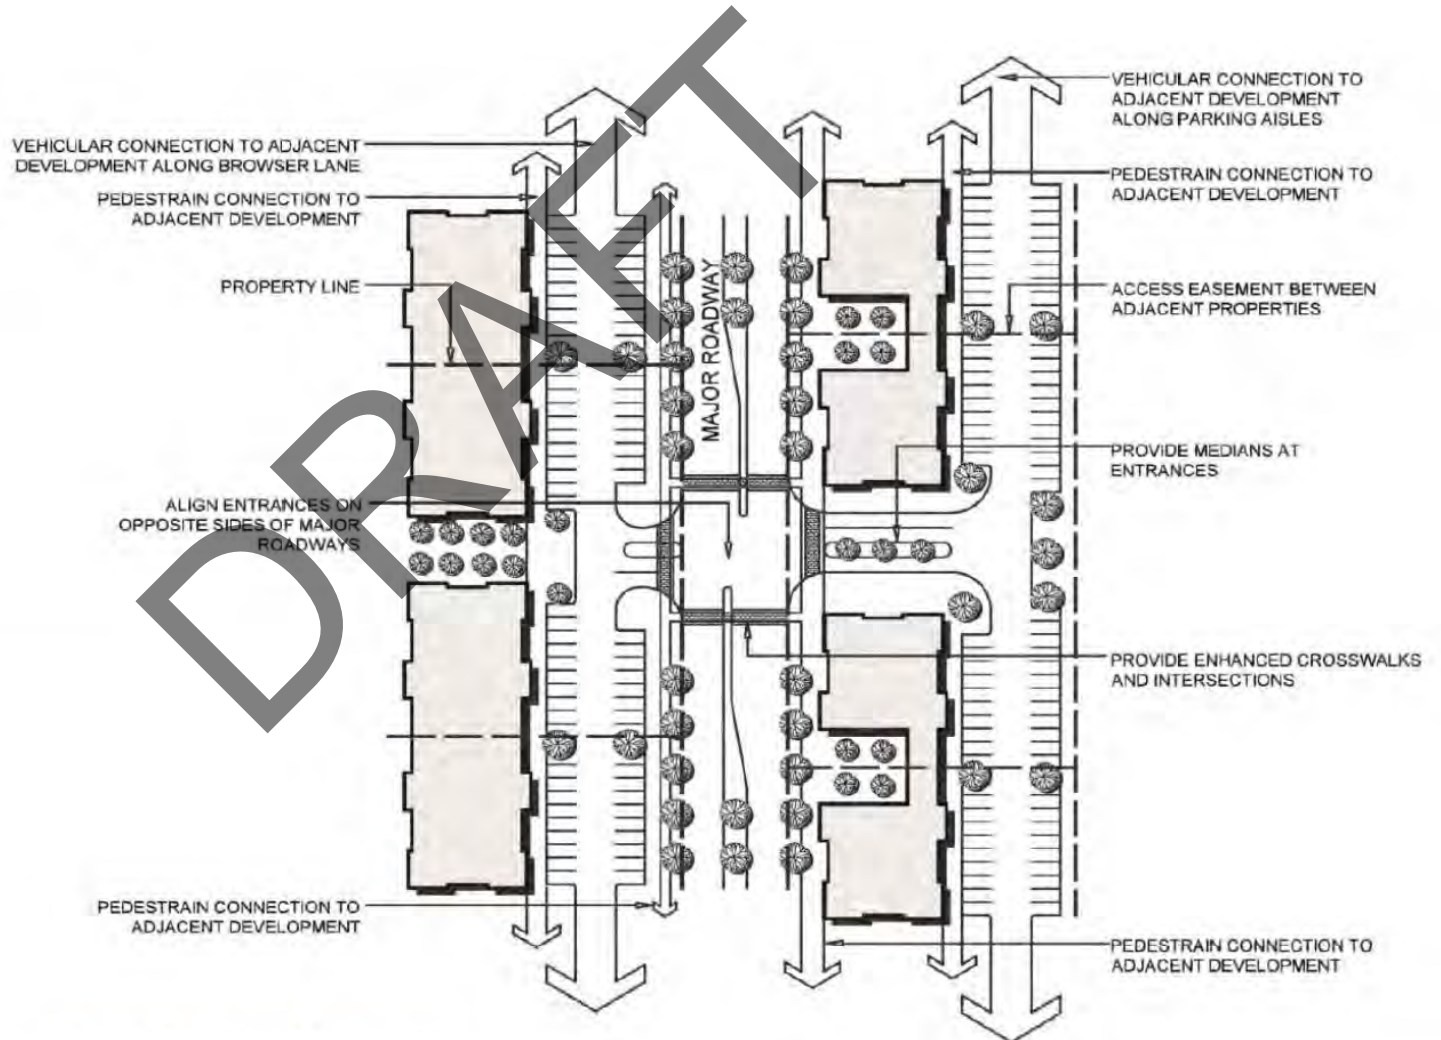 VEHICULAR CONNECTION TO ADJACENT
DEVELOPMENT ALONG BROWSER LANE
PEDESTRAIN CONNECTION TO
ADJACENT DEVELOPMENT
PROPERTY LINE
ALIGN ENTRANCES ON
OPPOSITE SIDES OF MAJOR
ROADWAYS
PEDESTRAIN CONNECTION TO
ADJACENT DEVELOPMENT
MAJOR ROADWAY
VEHICULAR CONNECTION TO
ADJACENT DEVELOPMENT
ALONG PARKING AISLES
PEDESTRAIN CONNECTION TO
ADJACENT DEVELOPMENT
ACCESS EASEMENT BETWEEN
ADJACENT PROPERTIES
PROVIDE MEDIANS AT
ENTRANCES
PROVIDE ENHANCED CROSSWALKS
AND INTERSECTIONS
PEDESTRAIN CONNECTION TO
ADJACENT DEVELOPMENT
DRAFT